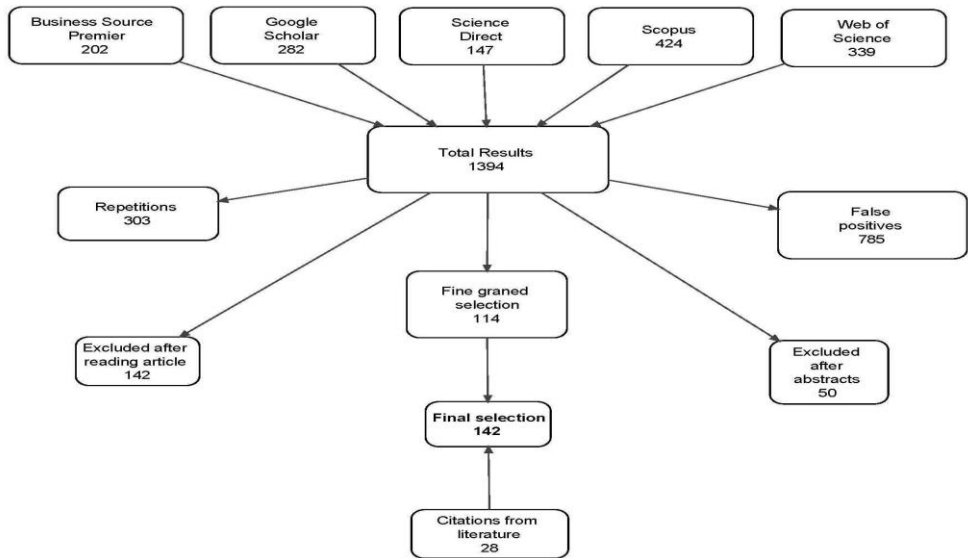 Business Source
Premier
202
Google
Scholar
282
Science
Direct
147
Scopus
424
Web of
Science
339
Total Results
1394
Repetitions
303
False
positives
785
Fine graned
selection
114
Excluded after
reading article
142
Excluded
after
abstracts
50
Final selection
142
Citations from
literature
28